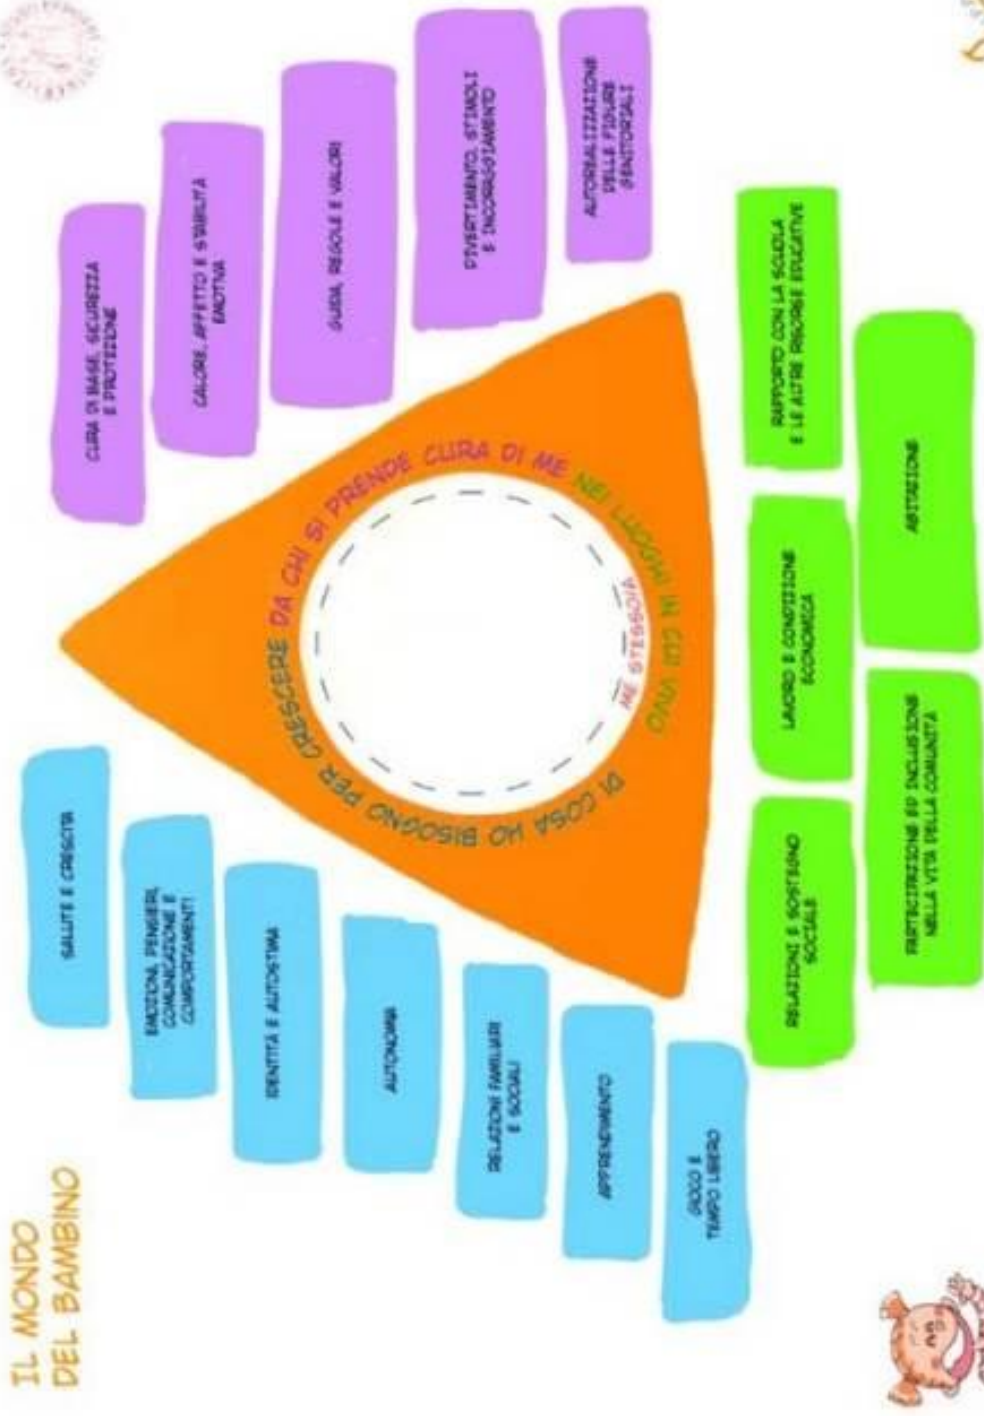 IL MONDO
DEL BAMBINO
SALUTE E CRESCITA
EMOZIONI, PENSIERI,
COMUNICAZIONE E
COMPORTAMENTI
IDENTITÀ E AUTOSTIMA
AUTONOMIA
RELAZIONI FAMILIARI
E SOCIALI
APPRENDIMENTO
GIOCO E
TEMPO LIBERO
CURA DI BASE, SICUREZZA
E PROTEZIONE
CALORE, AFFETTO E STABILITÀ
EMOTIVA
GUIDA, REGOLE E VALORI
DIVERTIMENTO, STIMOLI
E INCORAGGIAMENTO
AUTOREALIZZAZIONE
DELLE FIGURE
GENITORIALI
DI COSA HO BISOGNO PER CRESCERE
DA CHI SI PRENDE CURA DI ME
NEI LUOGHI IN CUI VIVO
ME STESSO/A
RELAZIONI E SOSTEGNO
SOCIALE
LAVORO E CONDIZIONE
ECONOMICA
RAPPORTO CON LA SCUOLA
E LE ALTRE RISORSE EDUCATIVE
PARTECIPAZIONE ED INCLUSIONE
NELLA VITA DELLA COMUNITÀ
ABITAZIONE